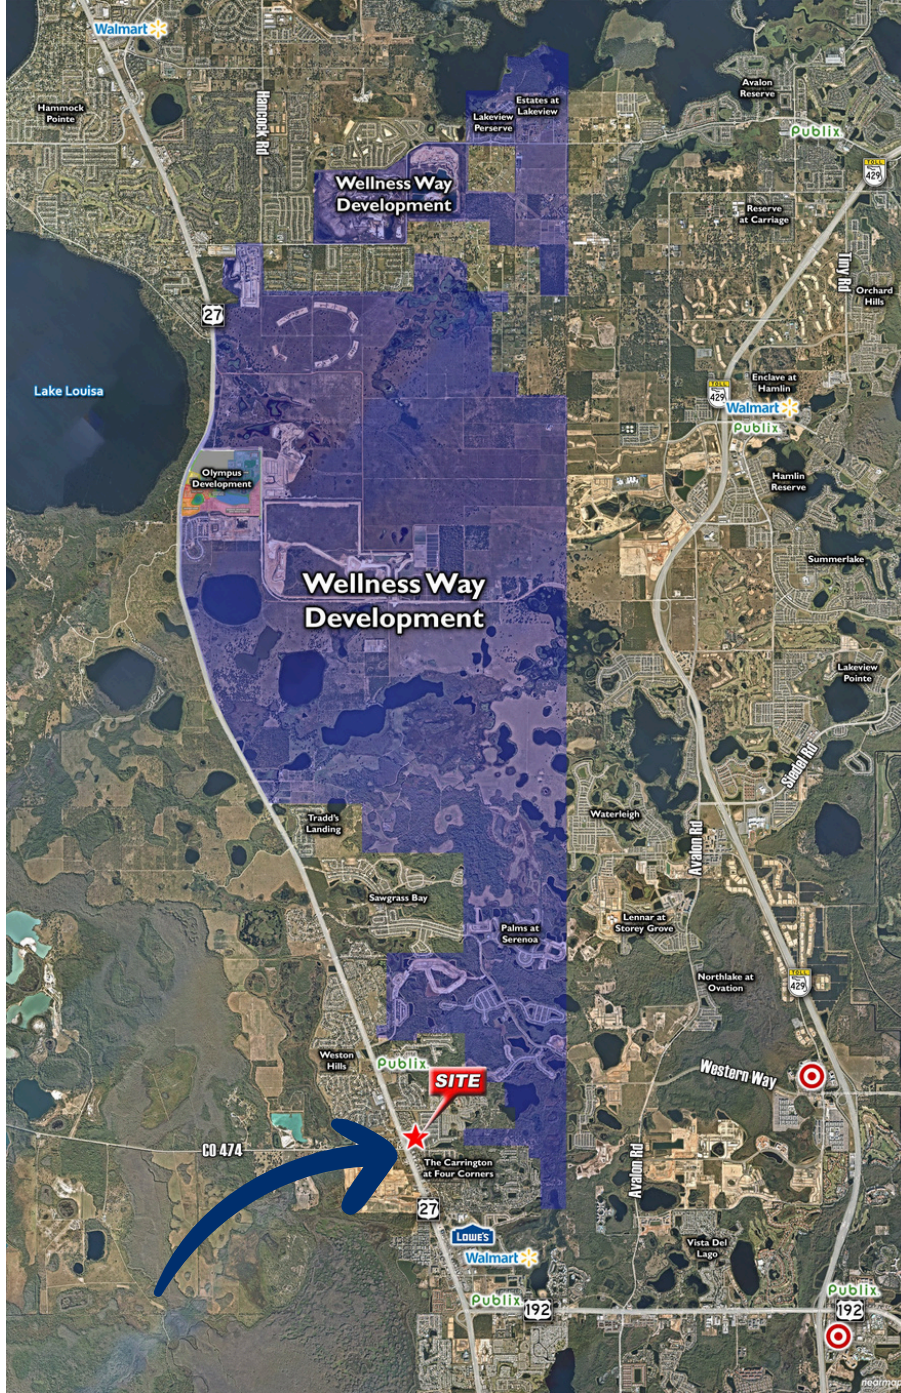 Walmart
Hammock
Pointe
Hancock Rd
Lakeview
Perserve
Estates at
Lakeview
Avalon
Reserve
Publix
TOLL
429
Wellness Way
Development
Reserve
at Carriage
Tiny Rd
Orchard
Hills
27
Lake Louisa
Enclave at
Hamlin
TOLL
429
Walmart
Publix
Olympus
Development
Hamlin
Reserve
Summerlake
Wellness Way
Development
Lakeview
Pointe
Siedel Rd
Tradd's
Landing
Waterleigh
Avalon Rd
Sawgrass Bay
Palms at
Serenoa
Lennar at
Storey Grove
Northlake at
Ovation
TOLL
429
Weston
Hills
Publix
SITE
Western Way
CO 474
The Carrington
at Four Corners
Avalon Rd
27
LOWE'S
Walmart
Vista Del
Lago
Publix
192
Publix
192
nearmap